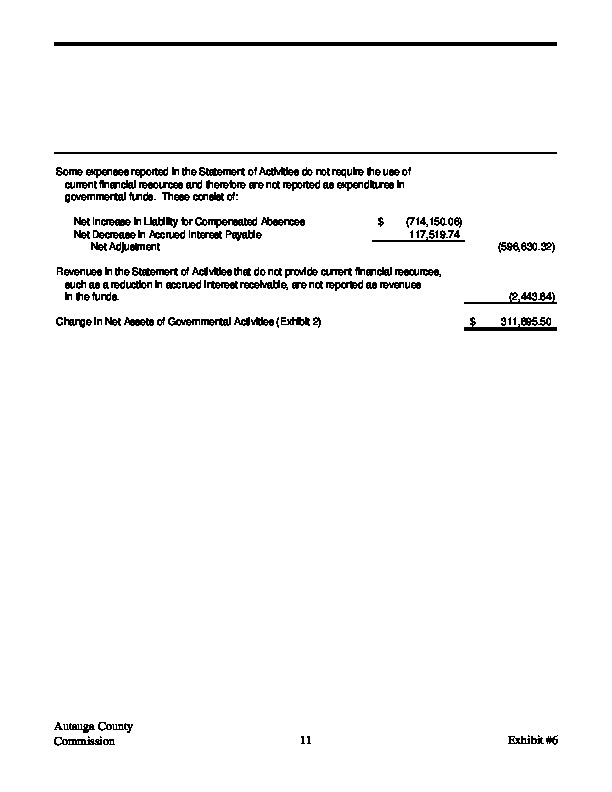 Some expenses reported in the Statement of Activities do not require the use of
current financial resources and therefore are not reported as expenditures in
governmental funds. These consist of:
Net Increase in Liability for Compensated Absences $ (714,150.06)
Net Decrease in Accrued Interest Payable 117,519.74
Net Adjustment (596,630.32)
Revenues in the Statement of Activities that do not provide current financial resources,
such as a reduction in accrued interest receivable, are not reported as revenues
in the funds. (2,443.64)
Change in Net Assets of Governmental Activities (Exhibit 2) $ 311,695.50
Autauga County
Commission 11 Exhibit #6